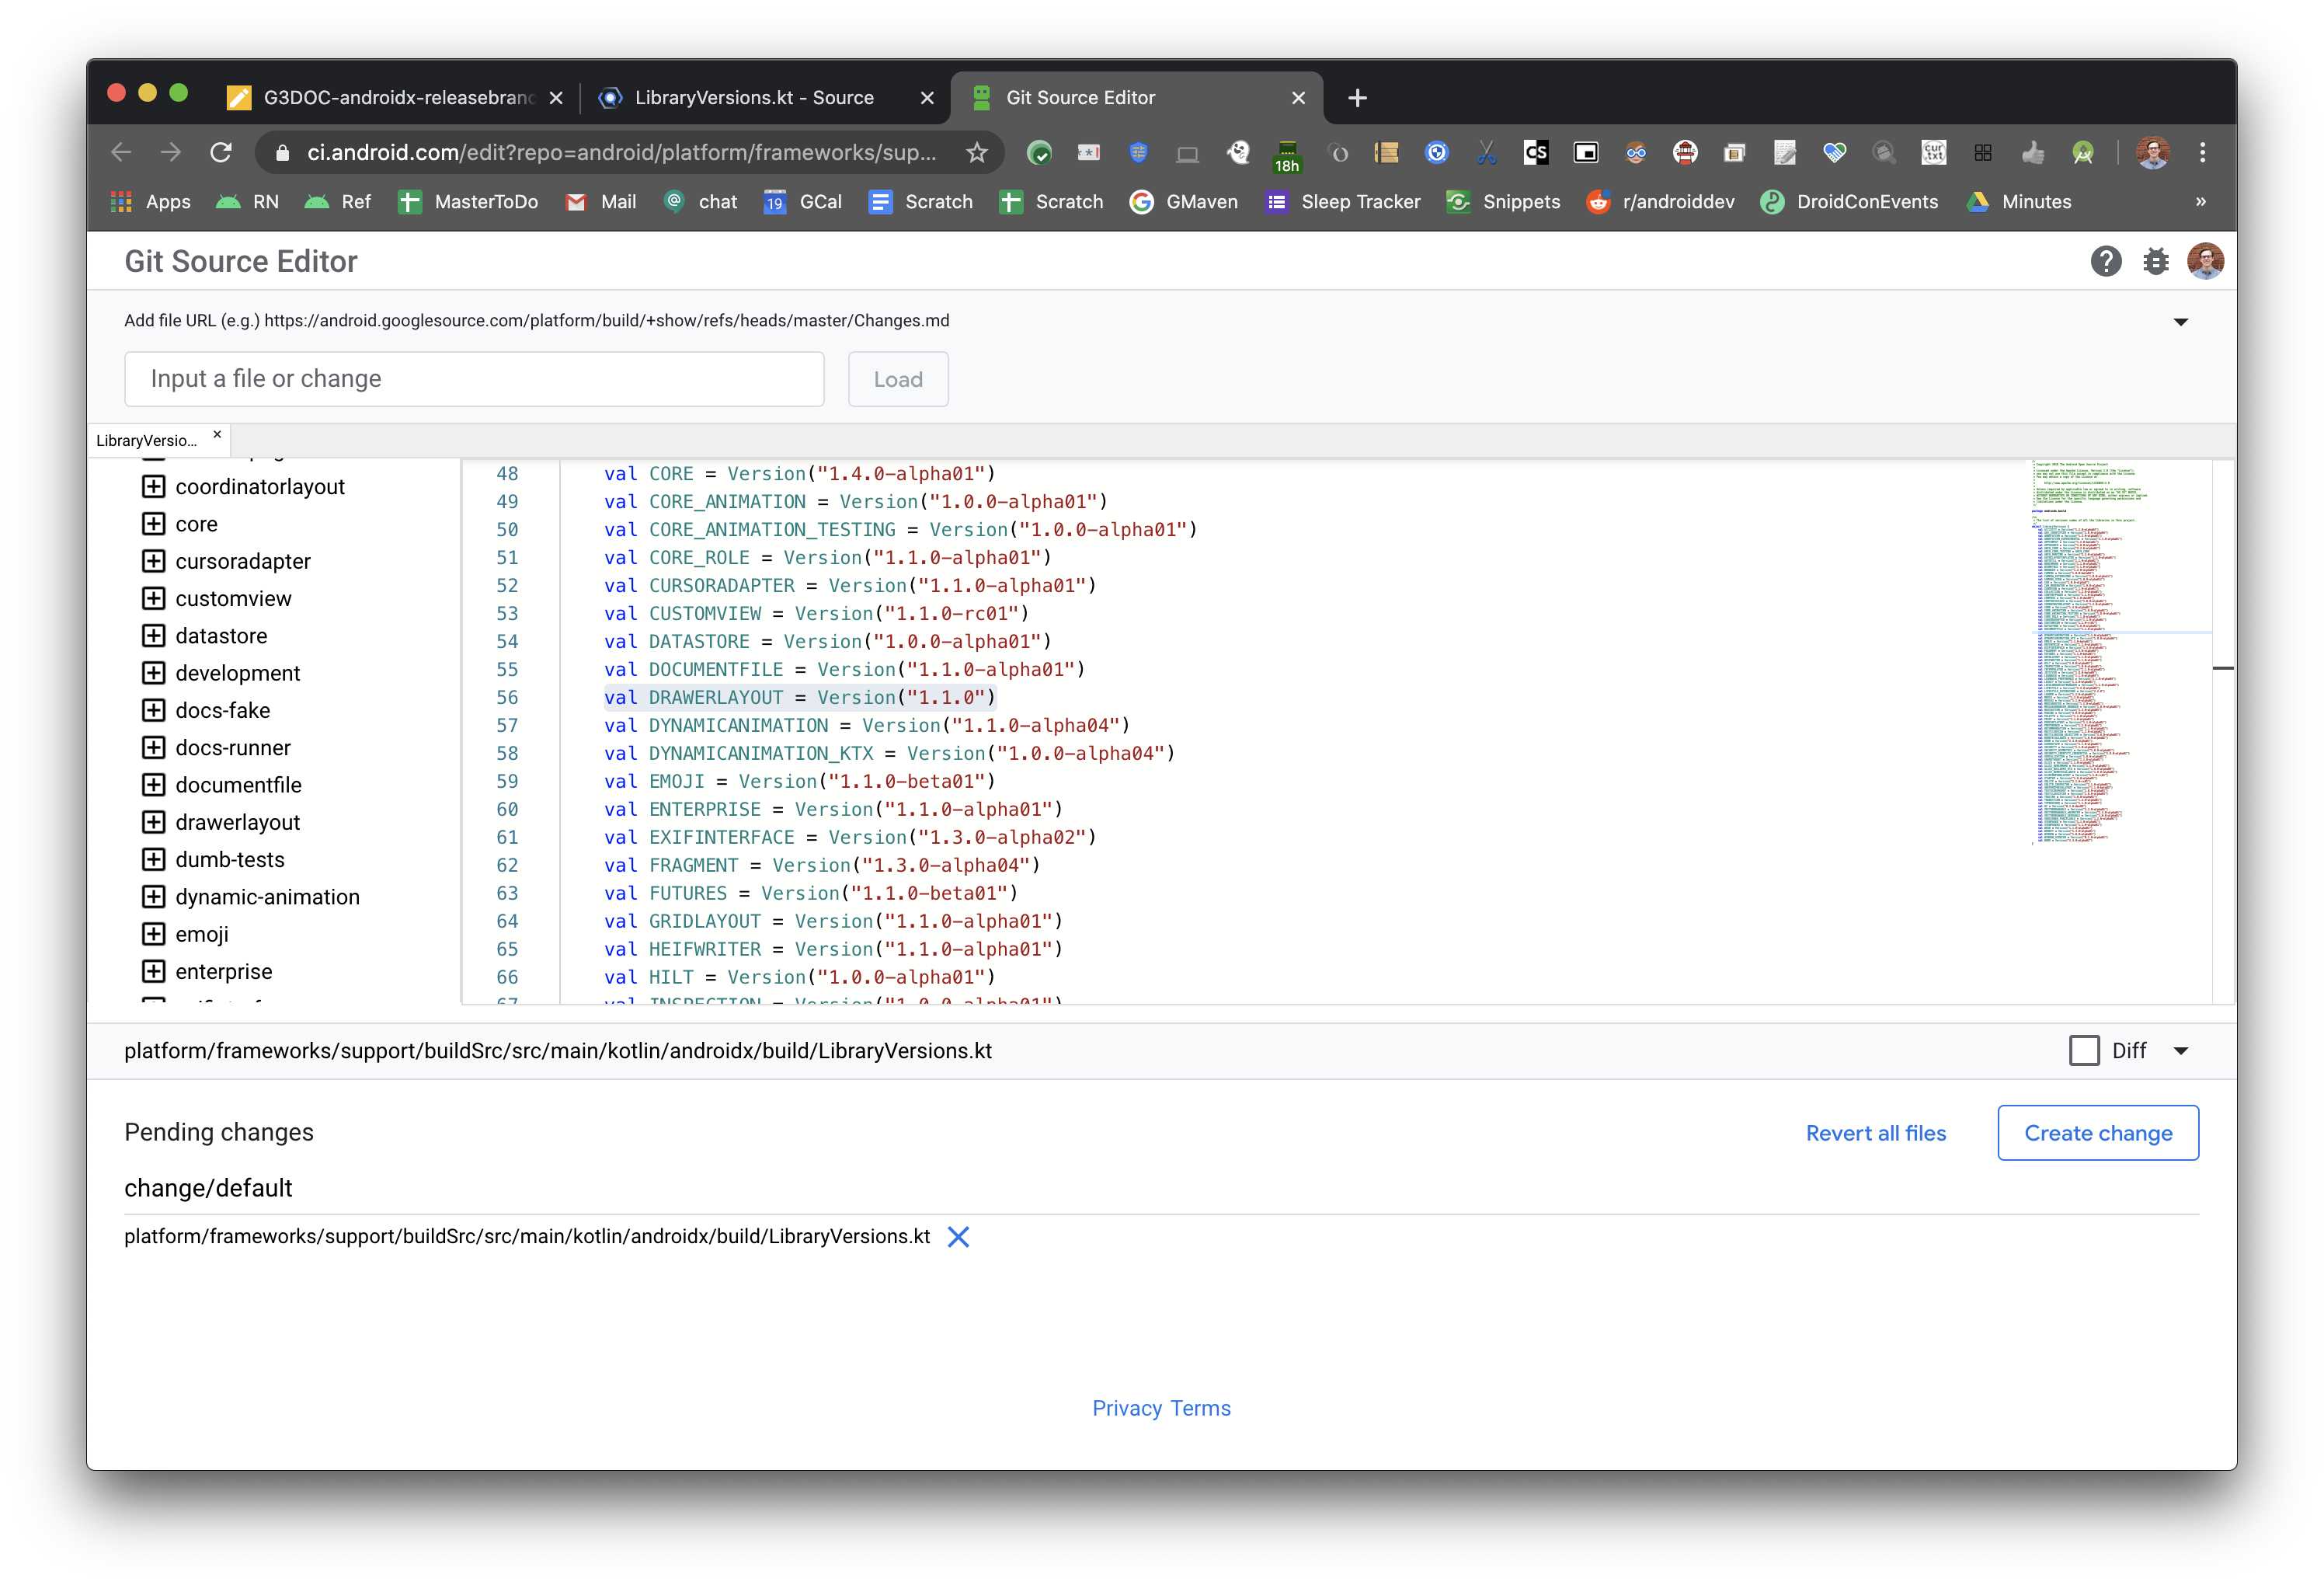 G3DOC-androidx-releasebranc
LibraryVersions.kt - Source
Git Source Editor
ci.android.com/edit?repo=android/platform/frameworks/sup...
18h
CS
cur.
txt
Apps
RN
Ref
MasterToDo
Mail
chat
19
GCal
Scratch
Scratch
GMaven
Sleep Tracker
Snippets
r/androiddev
DroidConEvents
Minutes
»
Git Source Editor
Add file URL (e.g.) https://android.googlesource.com/platform/build/+show/refs/heads/master/Changes.md
Input a file or change
Load
LibraryVersio...
coordinatorlayout
core
cursoradapter
customview
datastore
development
docs-fake
docs-runner
documentfile
drawerlayout
dumb-tests
dynamic-animation
emoji
enterprise
48 val CORE = Version("1.4.0-alpha01")
49 val CORE_ANIMATION = Version("1.0.0-alpha01")
50 val CORE_ANIMATION_TESTING = Version("1.0.0-alpha01")
51 val CORE_ROLE = Version("1.1.0-alpha01")
52 val CURSORADAPTER = Version("1.1.0-alpha01")
53 val CUSTOMVIEW = Version("1.1.0-rc01")
54 val DATASTORE = Version("1.0.0-alpha01")
55 val DOCUMENTFILE = Version("1.1.0-alpha01")
56 val DRAWERLAYOUT = Version("1.1.0")
57 val DYNAMICANIMATION = Version("1.1.0-alpha04")
58 val DYNAMICANIMATION_KTX = Version("1.0.0-alpha04")
59 val EMOJI = Version("1.1.0-beta01")
60 val ENTERPRISE = Version("1.1.0-alpha01")
61 val EXIFINTERFACE = Version("1.3.0-alpha02")
62 val FRAGMENT = Version("1.3.0-alpha04")
63 val FUTURES = Version("1.1.0-beta01")
64 val GRIDLAYOUT = Version("1.1.0-alpha01")
65 val HEIFWRITER = Version("1.1.0-alpha01")
66 val HILT = Version("1.0.0-alpha01")
67 val INSPECTION = Version("1.0.0-alpha01")
platform/frameworks/support/buildSrc/src/main/kotlin/androidx/build/LibraryVersions.kt
Diff
Pending changes
Revert all files
Create change
change/default
platform/frameworks/support/buildSrc/src/main/kotlin/androidx/build/LibraryVersions.kt
Privacy Terms